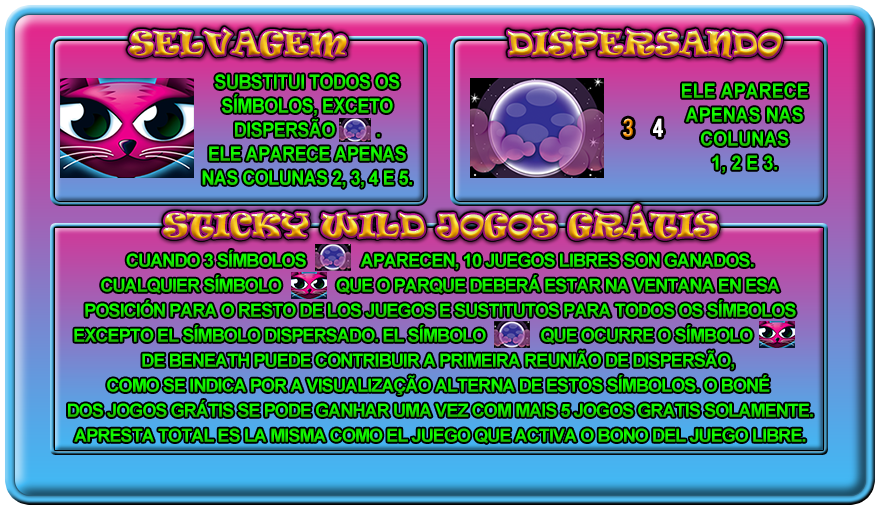 SELVAGEM
SUBSTITUI TODOS OS
SÍMBOLOS, EXCETO
DISPERSÃO .
ELE APARECE APENAS
NAS COLUNAS 2, 3, 4 E 5.
DISPERSANDO
3 4
ELE APARECE
APENAS NAS
COLUNAS
1, 2 E 3.
STICKY WILD JOGOS GRÁTIS
CUANDO 3 SÍMBOLOS APARECEN, 10 JUEGOS LIBRES SON GANADOS.
CUALQUIER SÍMBOLO QUE O PARQUE DEBERÁ ESTAR NA VENTANA EN ESA
POSICIÓN PARA O RESTO DE LOS JUEGOS E SUSTITUTOS PARA TODOS OS SÍMBOLOS
EXCEPTO EL SÍMBOLO DISPERSADO. EL SÍMBOLO QUE OCURRE O SÍMBOLO
DE BENEATH PUEDE CONTRIBUIR A PRIMEIRA REUNIÃO DE DISPERSÃO,
COMO SE INDICA POR A VISUALIZAÇÃO ALTERNA DE ESTOS SÍMBOLOS. O BONÉ
DOS JOGOS GRÁTIS SE PODE GANHAR UMA VEZ COM MAIS 5 JOGOS GRATIS SOLAMENTE.
APRESTA TOTAL ES LA MISMA COMO EL JUEGO QUE ACTIVA O BONO DEL JUEGO LIBRE.